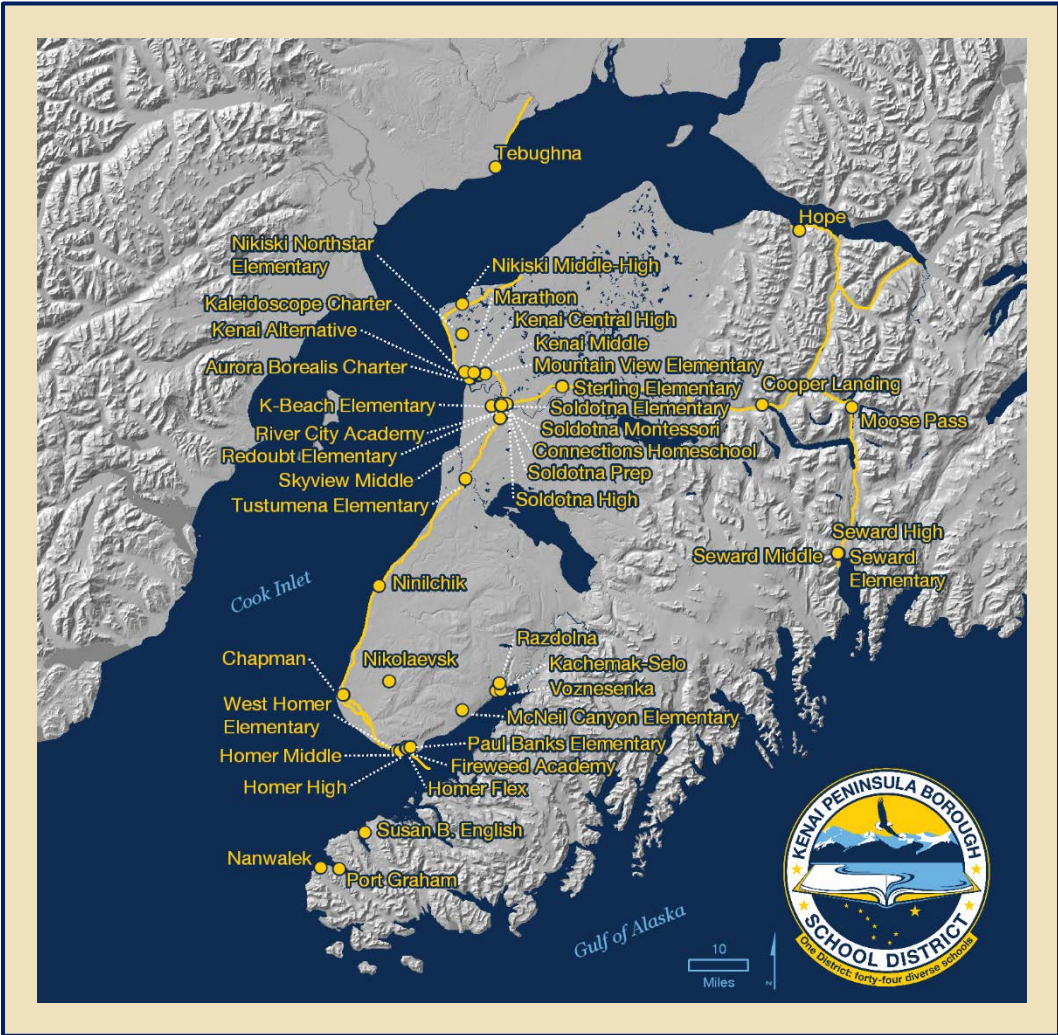 Tebughna
Hope
Nikiski Northstar
Elementary
Nikiski Middle-High
Kaleidoscope Charter
Marathon
Kenai Alternative
Kenai Central High
Kenai Middle
Aurora Borealis Charter
Mountain View Elementary
Sterling Elementary
Cooper Landing
K-Beach Elementary
Soldotna Elementary
Moose Pass
River City Academy
Soldotna Montessori
Redoubt Elementary
Connections Homeschool
Skyview Middle
Soldotna Prep
Tustumena Elementary
Soldotna High
Seward High
Seward Middle
Seward
Elementary
Cook Inlet
Ninilchik
Razdolna
Chapman
Nikolaevsk
Kachemak-Selo
Voznesenka
West Homer
Elementary
McNeil Canyon Elementary
Homer Middle
Paul Banks Elementary
Fireweed Academy
Homer High
Homer Flex
Susan B. English
Nanwalek
Port Graham
Gulf of Alaska
10
Miles
z
KENAI PENINSULA BOROUGH
SCHOOL DISTRICT
One District: forty-four diverse schools